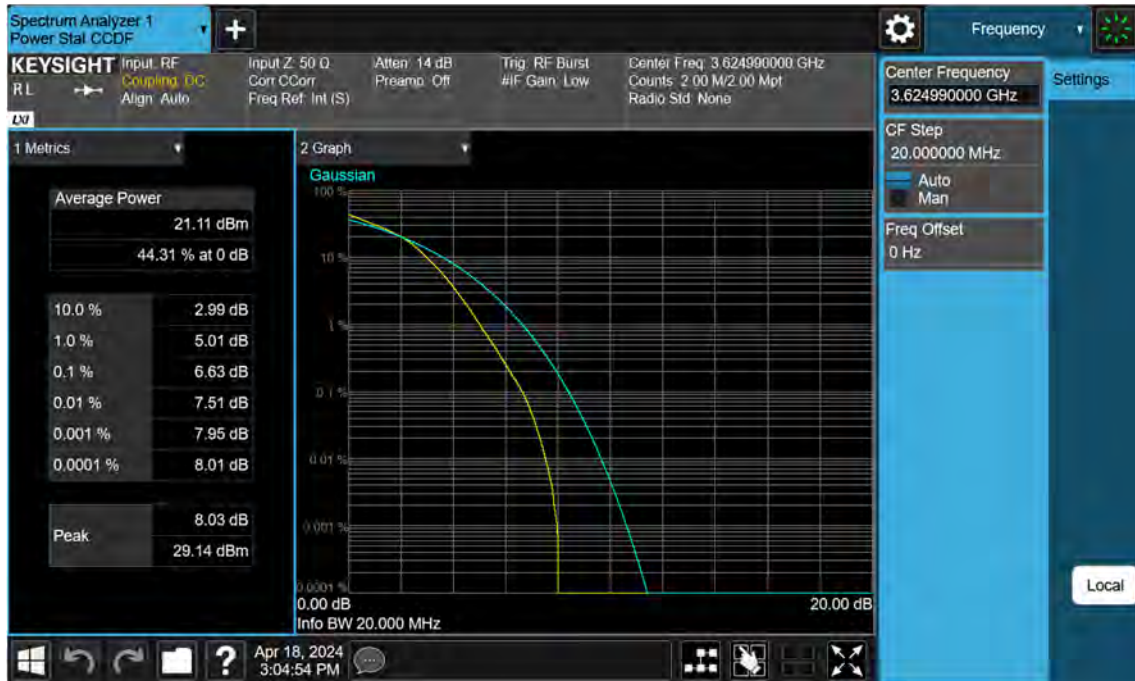 Spectrum Analyzer 1
Power Stat CCDF
+
Frequency
KEYSIGHT
RL
LXI
Input: RF
Coupling: DC
Align: Auto
Input Z: 50 Ω
Corr CCorr
Freq Ref: Int (S)
Atten: 14 dB
Preamp: Off
Trig: RF Burst
#IF Gain: Low
Center Freq: 3.624990000 GHz
Counts: 2.00 M/2.00 Mpt
Radio Std: None
Center Frequency
3.624990000 GHz
Settings
CF Step
20.000000 MHz
Auto
Man
Freq Offset
0 Hz
1 Metrics
Average Power
21.11 dBm
44.31 % at 0 dB
10.0 % 2.99 dB
1.0 % 5.01 dB
0.1 % 6.63 dB
0.01 % 7.51 dB
0.001 % 7.95 dB
0.0001 % 8.01 dB
Peak
8.03 dB
29.14 dBm
2 Graph
Gaussian
100 %
10 %
1 %
0.1 %
0.01 %
0.001 %
0.0001 %
0.00 dB 20.00 dB
Info BW 20.000 MHz
Local
?
Apr 18, 2024
3:04:54 PM